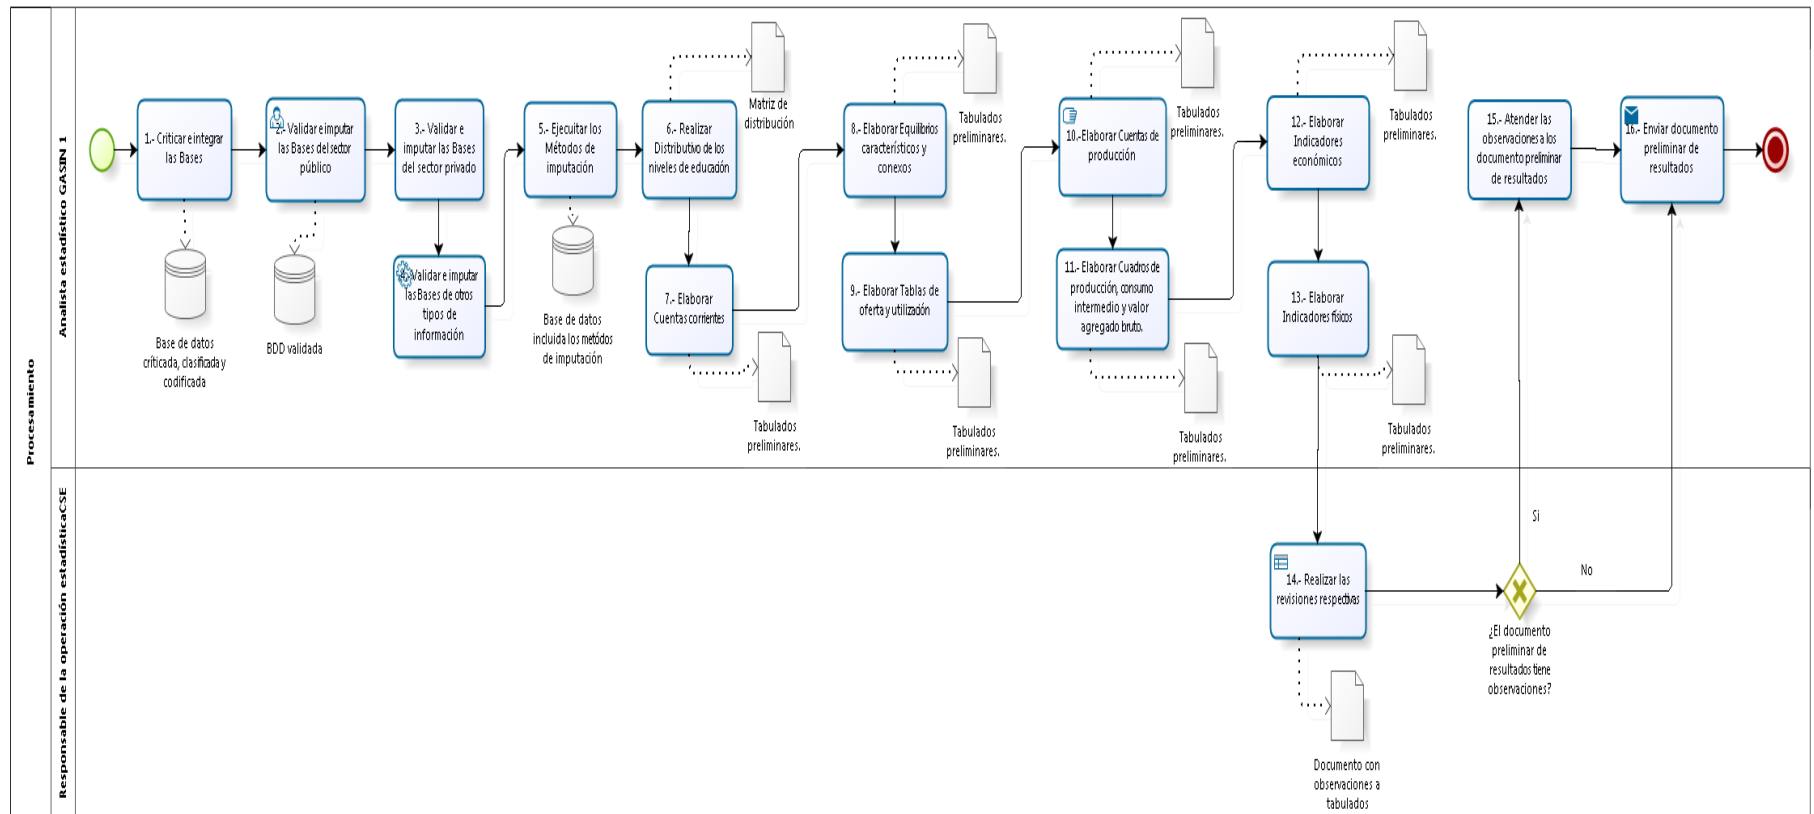 Procesamiento
Analista estadístico GASIN 1
1.- Criticar e integrar
las Bases
Base de datos
críticada, clasificada y
codificada
2.- Validar e imputar
las Bases del sector
público
BDD validada
3.- Validar e
imputar las Bases
del sector privado
4.- Validar e imputar
las Bases de otros
tipos de
información
5.- Ejecuitar los
Métodos de
imputación
Base de datos
incluida los metódos
de imputación
6.- Realizar
Distributivo de los
niveles de educación
Matriz de
distribución
7.- Elaborar
Cuentas corrientes
Tabulados
preliminares.
8.- Elaborar Equilibrios
característicos y
conexos
Tabulados
preliminares.
9.- Elaborar Tablas de
oferta y utilización
Tabulados
preliminares.
10.-Elaborar Cuentas de
producción
Tabulados
preliminares.
11.- Elaborar Cuadros de
producción, consumo
intermedio y valor
agregado bruto.
Tabulados
preliminares.
12.- Elaborar
Indicadores
económicos
Tabulados
preliminares.
13.- Elaborar
Indicadores físicos
Tabulados
preliminares.
15.- Atender las
observaciones a los
documento preliminar
de resultados
16.- Enviar documento
preliminar de
resultados
Responsable de la operación estadísticaCSE
14.- Realizar las
revisiones respectivas
Documento con
observaciones a
tabulados
¿El documento
preliminar de
resultados tiene
observaciones?
Si
No